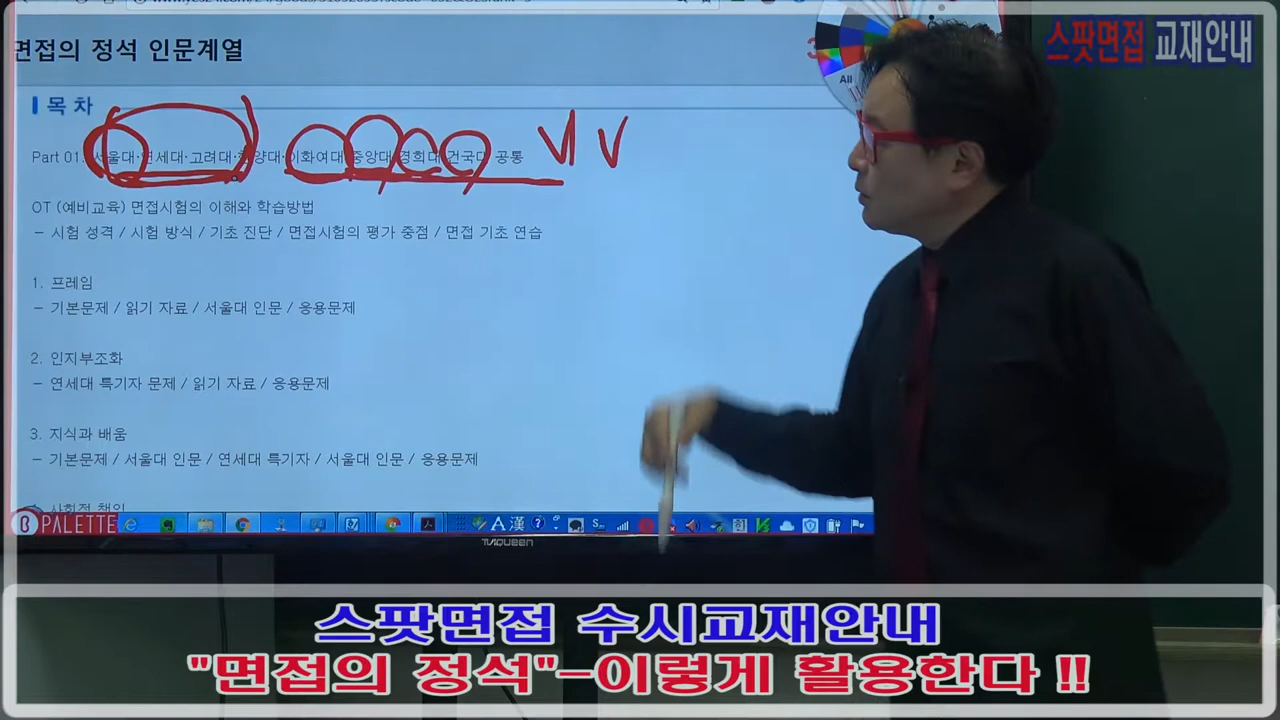 스팟면접 교재안내
면접의 정석 인문계열
목 차
All
Part 01. 서울대·연세대·고려대·한양대·이화여대·중앙대·경희대·건국대 공통
OT (예비교육) 면접시험의 이해와 학습방법
– 시험 성격 / 시험 방식 / 기초 진단 / 면접시험의 평가 중점 / 면접 기초 연습
1. 프레임
– 기본문제 / 읽기 자료 / 서울대 인문 / 응용문제
2. 인지부조화
– 연세대 특기자 문제 / 읽기 자료 / 응용문제
3. 지식과 배움
– 기본문제 / 서울대 인문 / 연세대 특기자 / 서울대 인문 / 응용문제
사회적 책임
PALETTE
A 漢
TVAQUEEN
스팟면접 수시교재안내
"면접의 정석"-이렇게 활용한다 !!